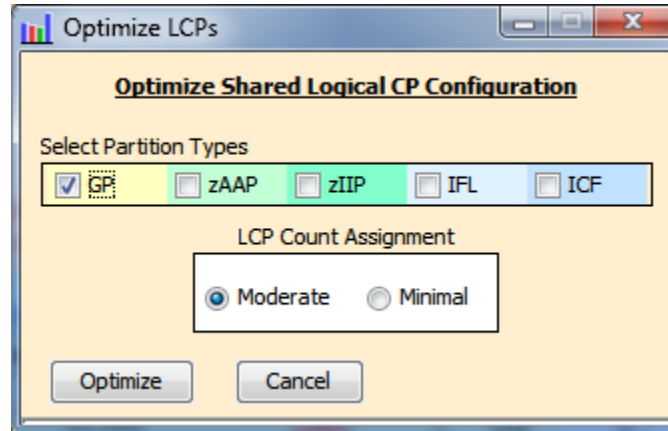 Optimize LCPs
Optimize Shared Logical CP Configuration
Select Partition Types
GP zAAP zIIP IFL ICF
LCP Count Assignment
Moderate Minimal
Optimize Cancel